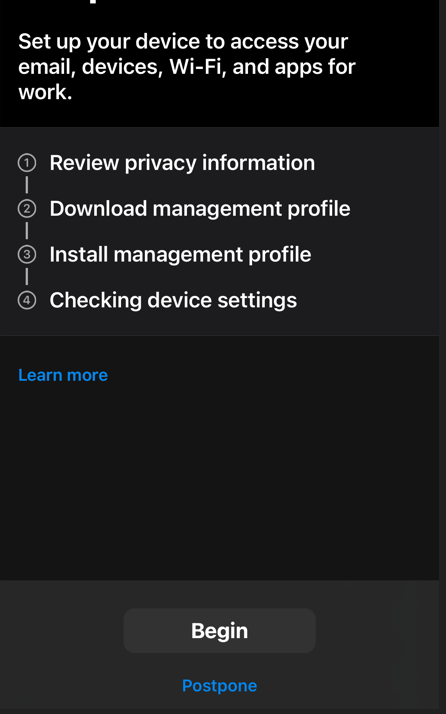 Set up your device to access your
email, devices, Wi-Fi, and apps for
work.
1 Review privacy information
2 Download management profile
3 Install management profile
4 Checking device settings
Learn more
Begin
Postpone